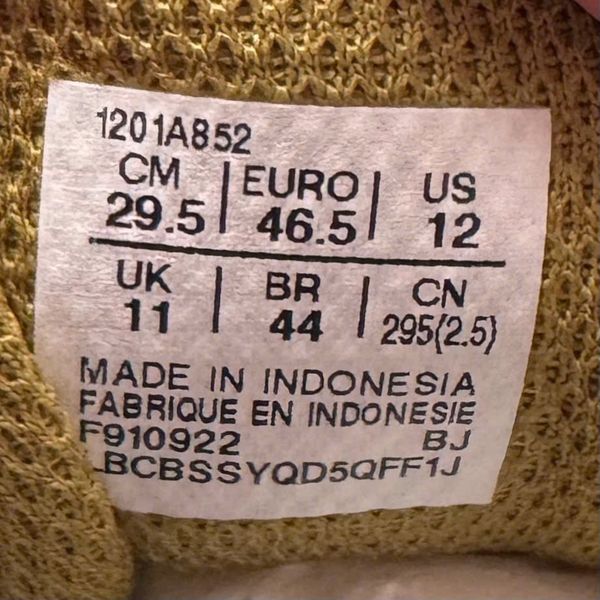 1201A852
CM | EURO | US
29.5 | 46.5 | 12
UK | BR | CN
11 | 44 | 295(2.5)
MADE IN INDONESIA
FABRIQUE EN INDONESIE
F910922 BJ
LBCBSSYQD5QFF1J